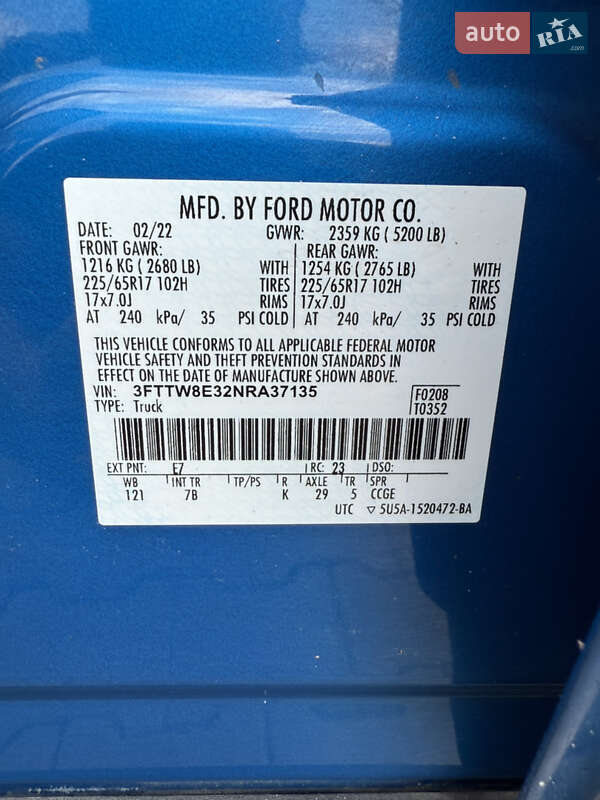 auto RIA.com
MFD. BY FORD MOTOR CO.
DATE: 02/22 GVWR: 2359 KG ( 5200 LB)
FRONT GAWR: REAR GAWR:
1216 KG ( 2680 LB) WITH 1254 KG ( 2765 LB) WITH
225/65R17 102H TIRES 225/65R17 102H TIRES
17x7.0J RIMS 17x7.0J RIMS
AT 240 kPa/ 35 PSI COLD AT 240 kPa/ 35 PSI COLD
THIS VEHICLE CONFORMS TO ALL APPLICABLE FEDERAL MOTOR
VEHICLE SAFETY AND THEFT PREVENTION STANDARDS IN
EFFECT ON THE DATE OF MANUFACTURE SHOWN ABOVE.
VIN: 3FTTW8E32NRA37135 F0208
TYPE: Truck T0352
EXT PNT: E7 RC: 23 DSO:
WB INT TR TP/PS R AXLE TR SPR
121 7B K 29 5 CCGE
UTC ▽ 5U5A-1520472-BA